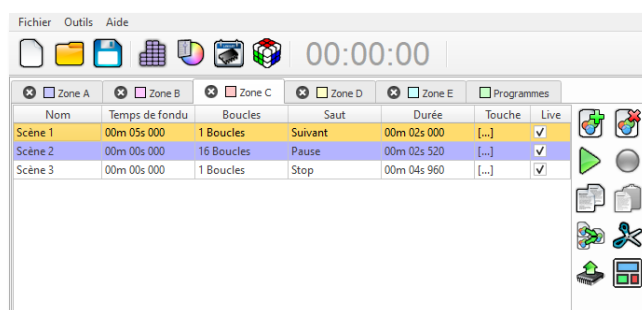 Fichier Outils Aide
00:00:00
Zone A Zone B Zone C Zone D Zone E Programmes
Nom Temps de fondu Boucles Saut Durée Touche Live
Scène 1 00m 05s 000 1 Boucles Suivant 00m 02s 000 [...]
Scène 2 00m 00s 000 16 Boucles Pause 00m 02s 520 [...]
Scène 3 00m 00s 000 1 Boucles Stop 00m 04s 960 [...]